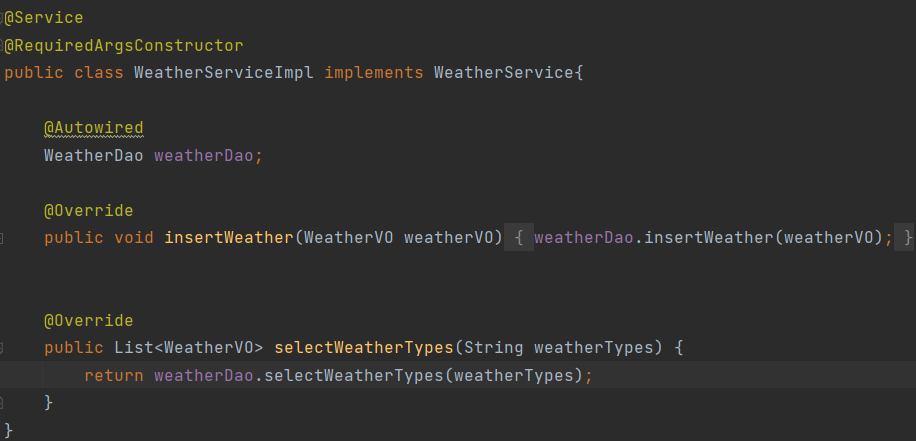 @Service
@RequiredArgsConstructor
public class WeatherServiceImpl implements WeatherService{
@Autowired
WeatherDao weatherDao;
@Override
public void insertWeather(WeatherVO weatherVO) { weatherDao.insertWeather(weatherVO); }
@Override
public List<WeatherVO> selectWeatherTypes(String weatherTypes) {
return weatherDao.selectWeatherTypes(weatherTypes);
}
}